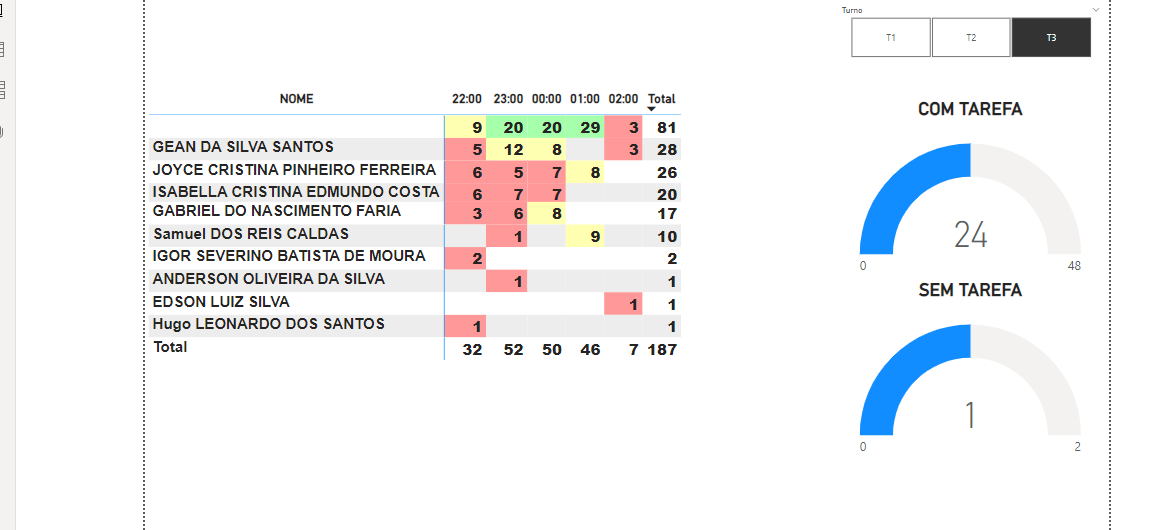 Turno
T1 T2 T3
NOME 22:00 23:00 00:00 01:00 02:00 Total
9 20 20 29 3 81
GEAN DA SILVA SANTOS 5 12 8 3 28
JOYCE CRISTINA PINHEIRO FERREIRA 6 5 7 8 26
ISABELLA CRISTINA EDMUNDO COSTA 6 7 7 20
GABRIEL DO NASCIMENTO FARIA 3 6 8 17
Samuel DOS REIS CALDAS 1 9 10
IGOR SEVERINO BATISTA DE MOURA 2 2
ANDERSON OLIVEIRA DA SILVA 1 1
EDSON LUIZ SILVA 1 1
Hugo LEONARDO DOS SANTOS 1 1
Total 32 52 50 46 7 187
COM TAREFA
24
0 48
SEM TAREFA
1
0 2